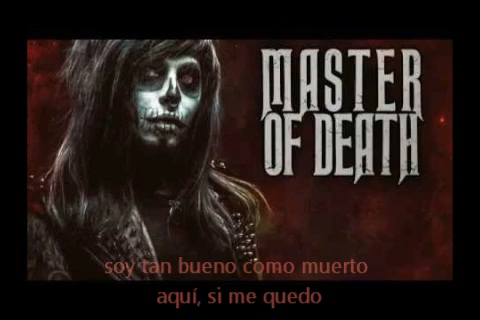 MASTER
OF DEATH
soy tan bueno como muerto
aquí, si me quedo